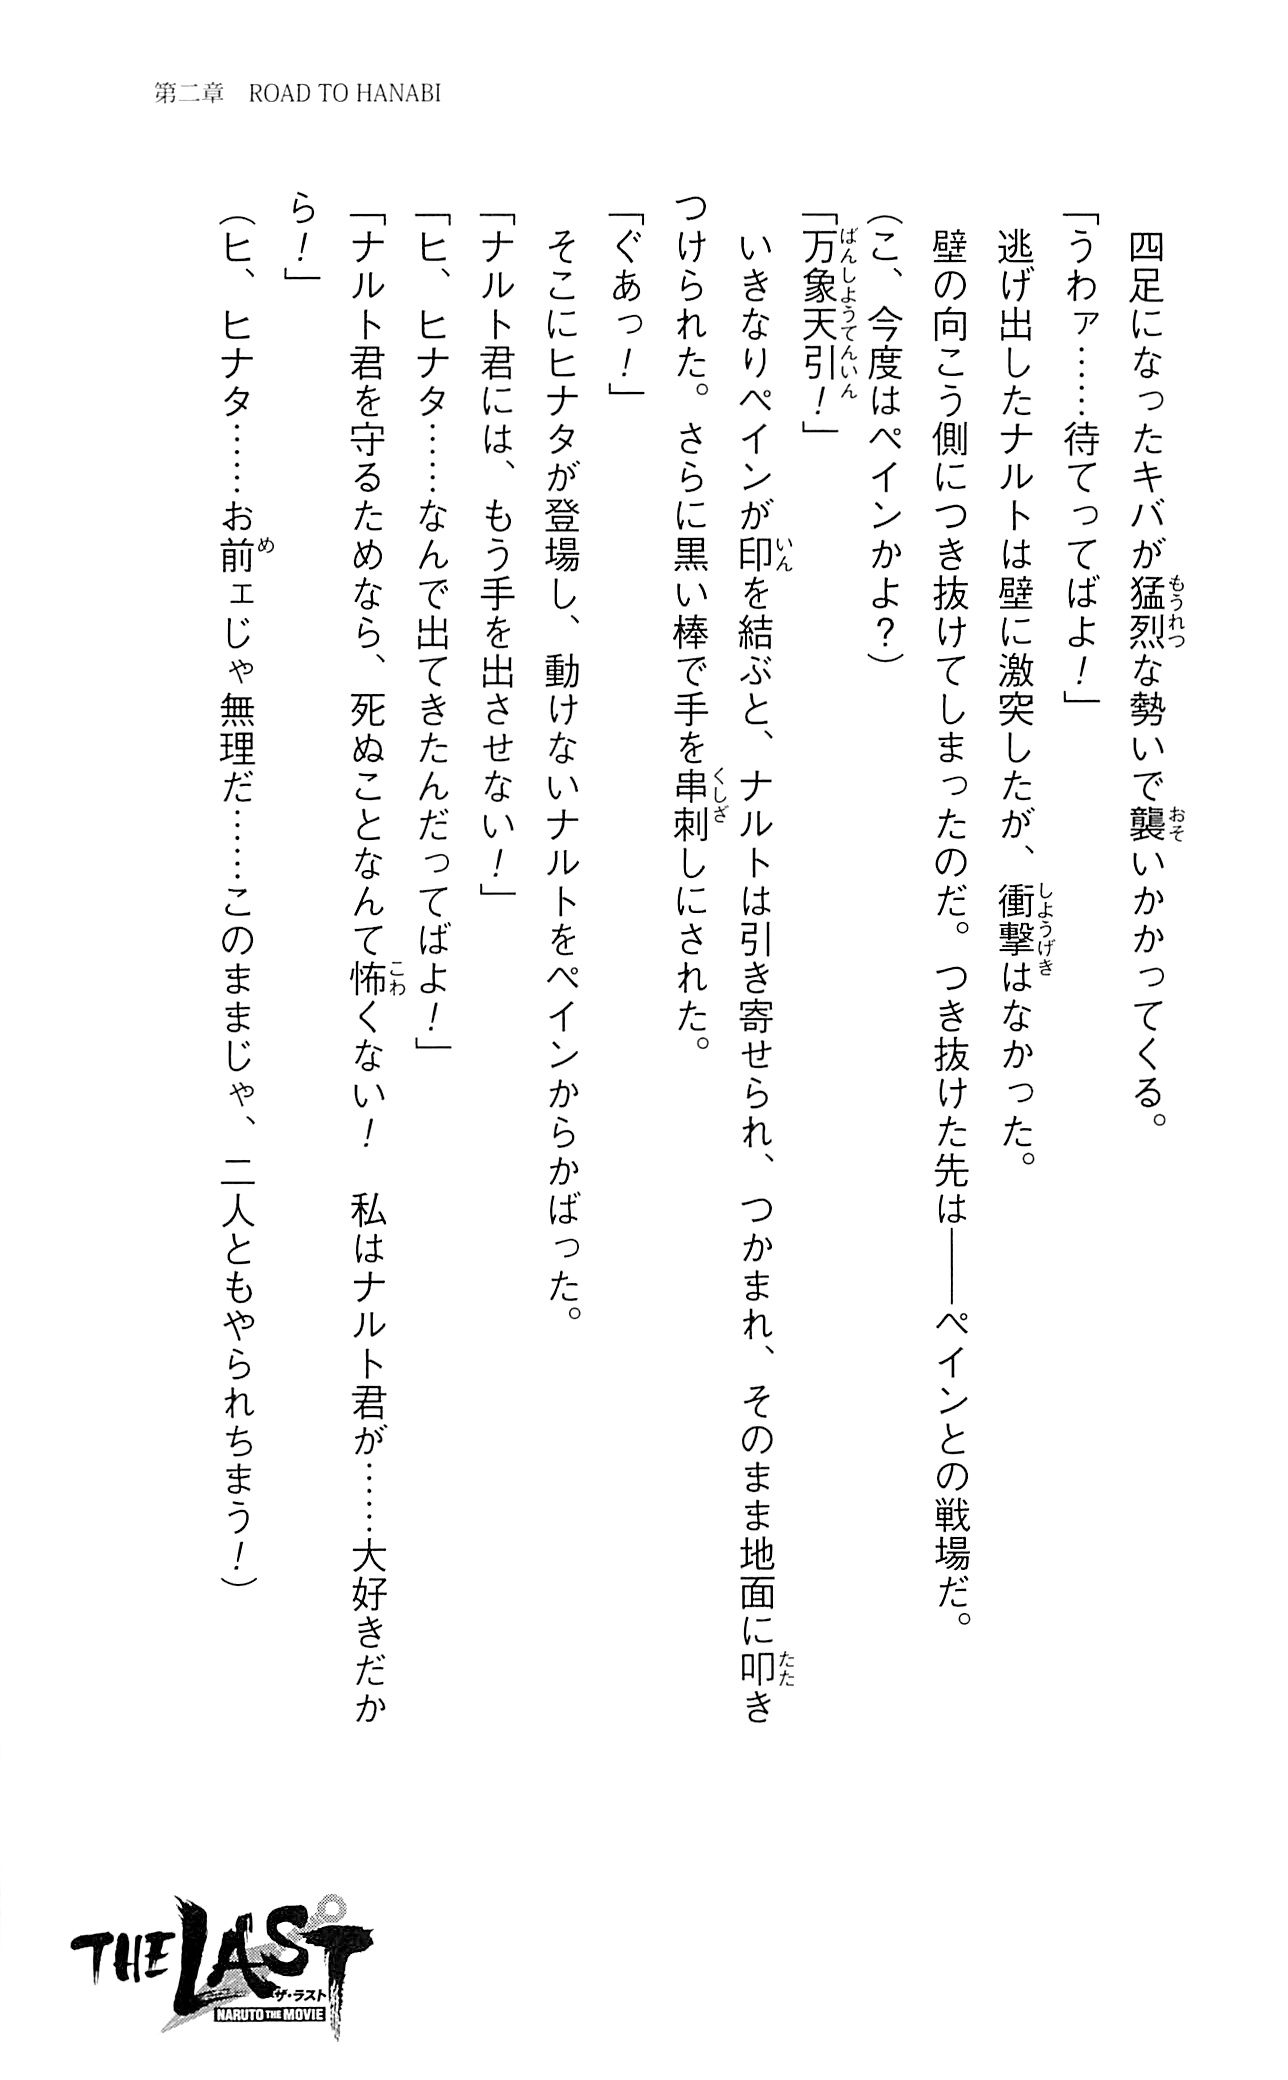 第二章　ROAD TO HANABI
　四足になったキバが猛烈な勢いで襲いかかってくる。
「うわァ……待てってばよ！」
　逃げ出したナルトは壁に激突したが、衝撃はなかった。
　壁の向こう側につき抜けてしまったのだ。つき抜けた先は――ペインとの戦場だ。
（こ、今度はペインかよ？）
「万象天引！」
　いきなりペインが印を結ぶと、ナルトは引き寄せられ、つかまれ、そのまま地面に叩き
つけられた。さらに黒い棒で手を串刺しにされた。
「ぐあっ！」
　そこにヒナタが登場し、動けないナルトをペインからかばった。
「ナルト君には、もう手を出させない！」
「ヒ、ヒナタ……なんで出てきたんだってばよ！」
「ナルト君を守るためなら、死ぬことなんて怖くない！　私はナルト君が……大好きだか
ら！」
（ヒ、ヒナタ……お前ェじゃ無理だ……このままじゃ、二人ともやられちまう！）
THE LAST
ザ・ラスト
NARUTO THE MOVIE